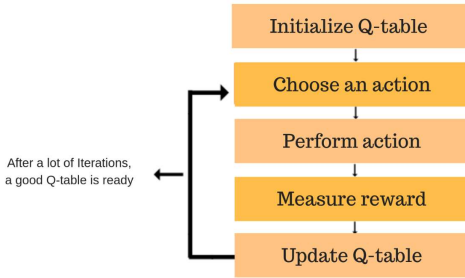 Initialize Q-table
Choose an action
Perform action
Measure reward
Update Q-table
After a lot of Iterations,
a good Q-table is ready